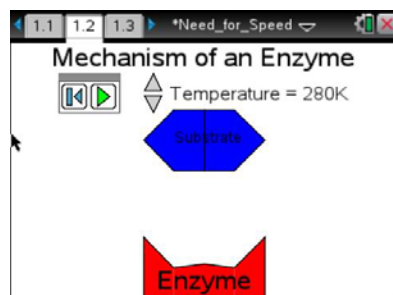 1.1 1.2 1.3 *Need_for_Speed
Mechanism of an Enzyme
Temperature = 280K
Substrate
Enzyme